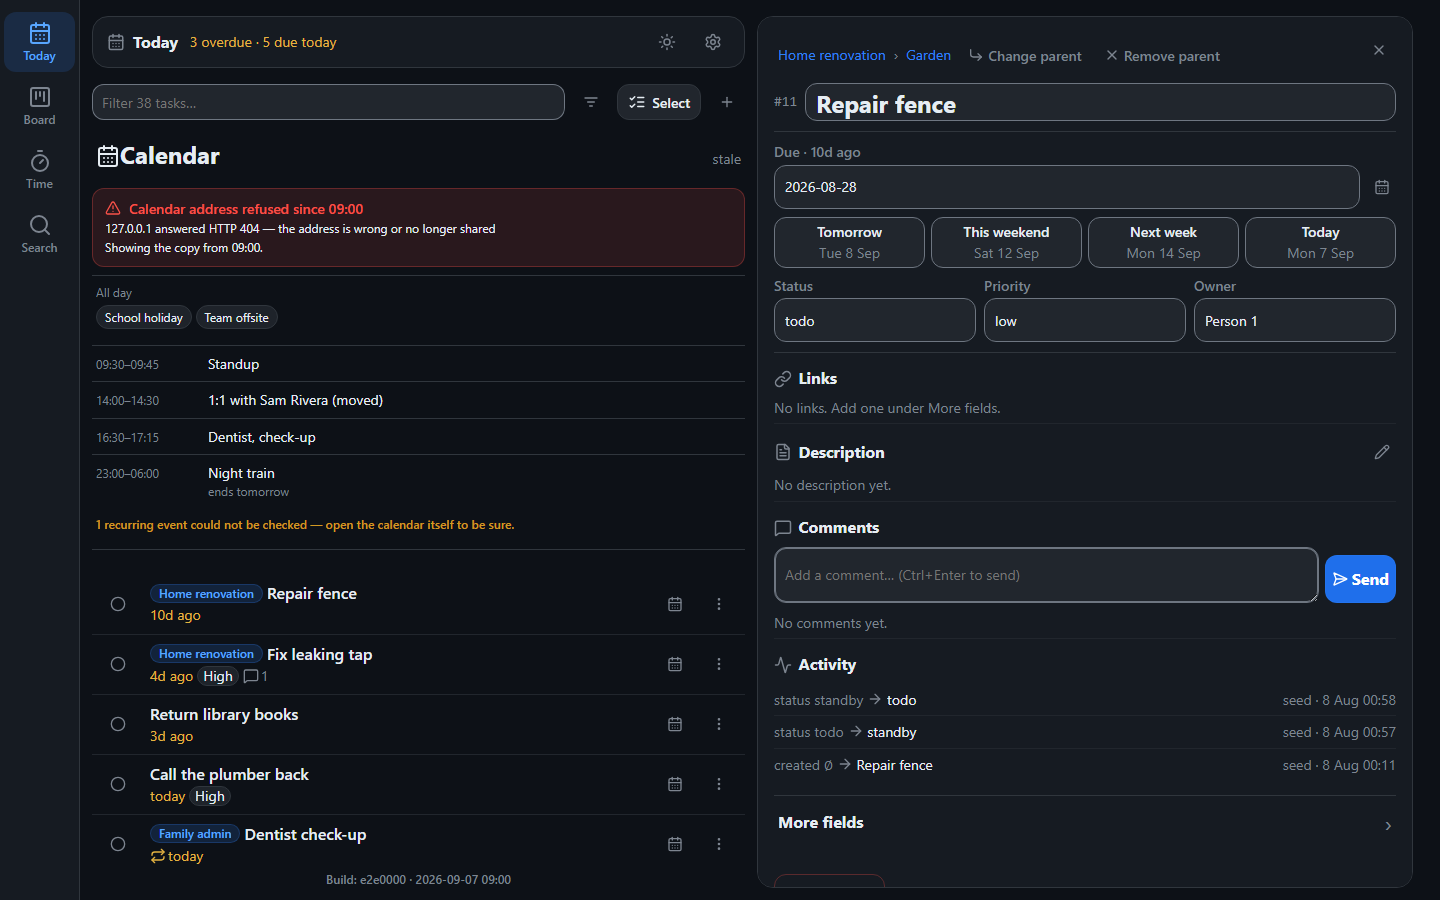 Today
Board
Time
Search
Today 3 overdue · 5 due today
Filter 38 tasks...
Select
Calendar
stale
Calendar address refused since 09:00
127.0.0.1 answered HTTP 404 — the address is wrong or no longer shared
Showing the copy from 09:00.
All day
School holiday Team offsite
09:30–09:45 Standup
14:00–14:30 1:1 with Sam Rivera (moved)
16:30–17:15 Dentist, check-up
23:00–06:00 Night train
ends tomorrow
1 recurring event could not be checked — open the calendar itself to be sure.
Home renovation Repair fence
10d ago
Home renovation Fix leaking tap
4d ago High 1
Return library books
3d ago
Call the plumber back
today High
Family admin Dentist check-up
today
Build: e2e0000 · 2026-09-07 09:00
Home renovation › Garden Change parent Remove parent
#11 Repair fence
Due · 10d ago
2026-08-28
Tomorrow
Tue 8 Sep
This weekend
Sat 12 Sep
Next week
Mon 14 Sep
Today
Mon 7 Sep
Status Priority Owner
todo low Person 1
Links
No links. Add one under More fields.
Description
No description yet.
Comments
Add a comment... (Ctrl+Enter to send)
Send
No comments yet.
Activity
status standby → todo seed · 8 Aug 00:58
status todo → standby seed · 8 Aug 00:57
created Ø → Repair fence seed · 8 Aug 00:11
More fields